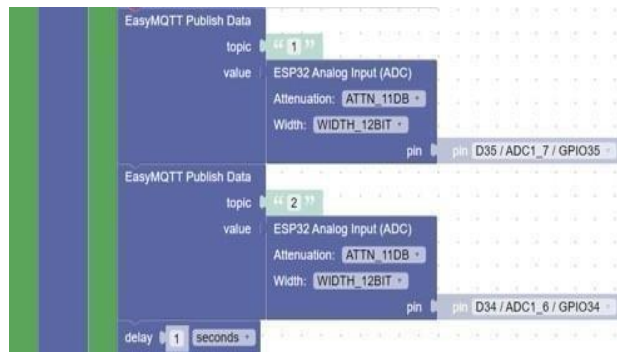 EasyMQTT Publish Data
topic “ 1 ”
value ESP32 Analog Input (ADC)
Attenuation: ATTN_11DB
Width: WIDTH_12BIT
pin pin D35 / ADC1_7 / GPIO35
EasyMQTT Publish Data
topic “ 2 ”
value ESP32 Analog Input (ADC)
Attenuation: ATTN_11DB
Width: WIDTH_12BIT
pin pin D34 / ADC1_6 / GPIO34
delay 1 seconds